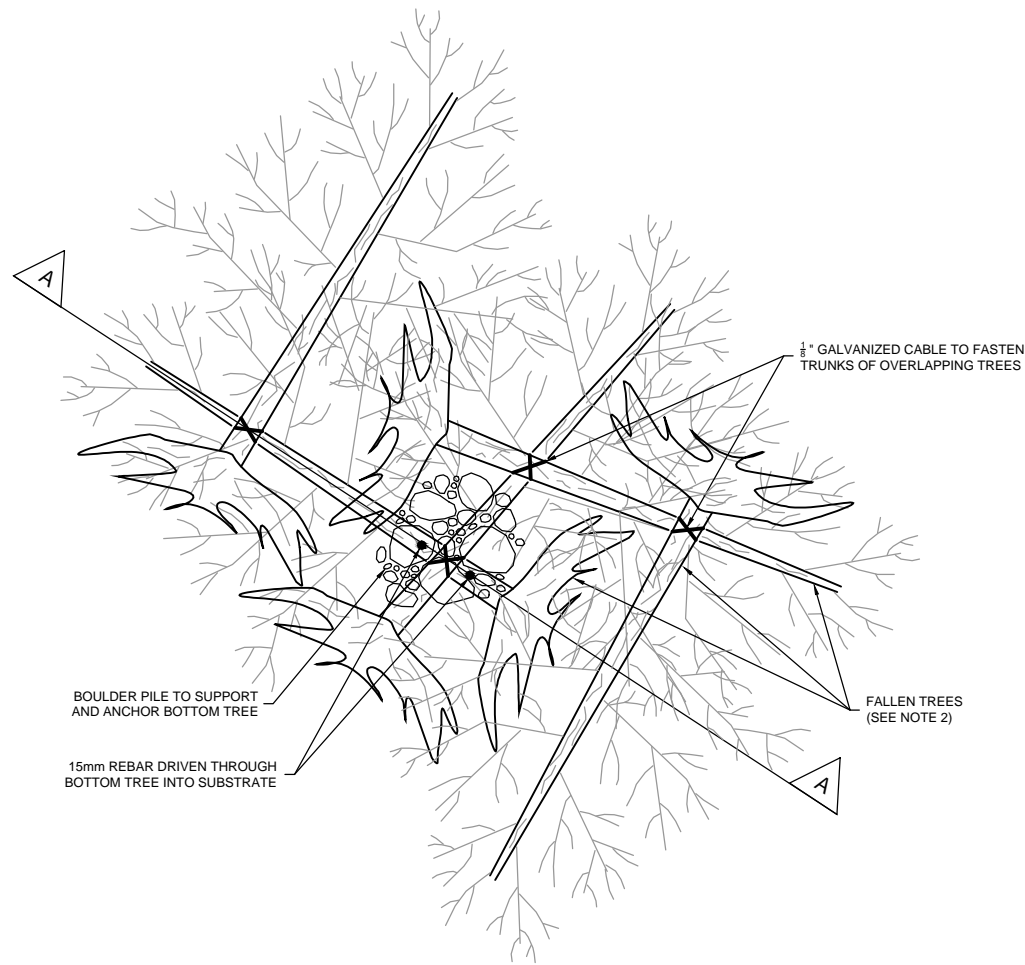 A
⅛" GALVANIZED CABLE TO FASTEN
TRUNKS OF OVERLAPPING TREES
BOULDER PILE TO SUPPORT
AND ANCHOR BOTTOM TREE
FALLEN TREES
(SEE NOTE 2)
15mm REBAR DRIVEN THROUGH
BOTTOM TREE INTO SUBSTRATE
A